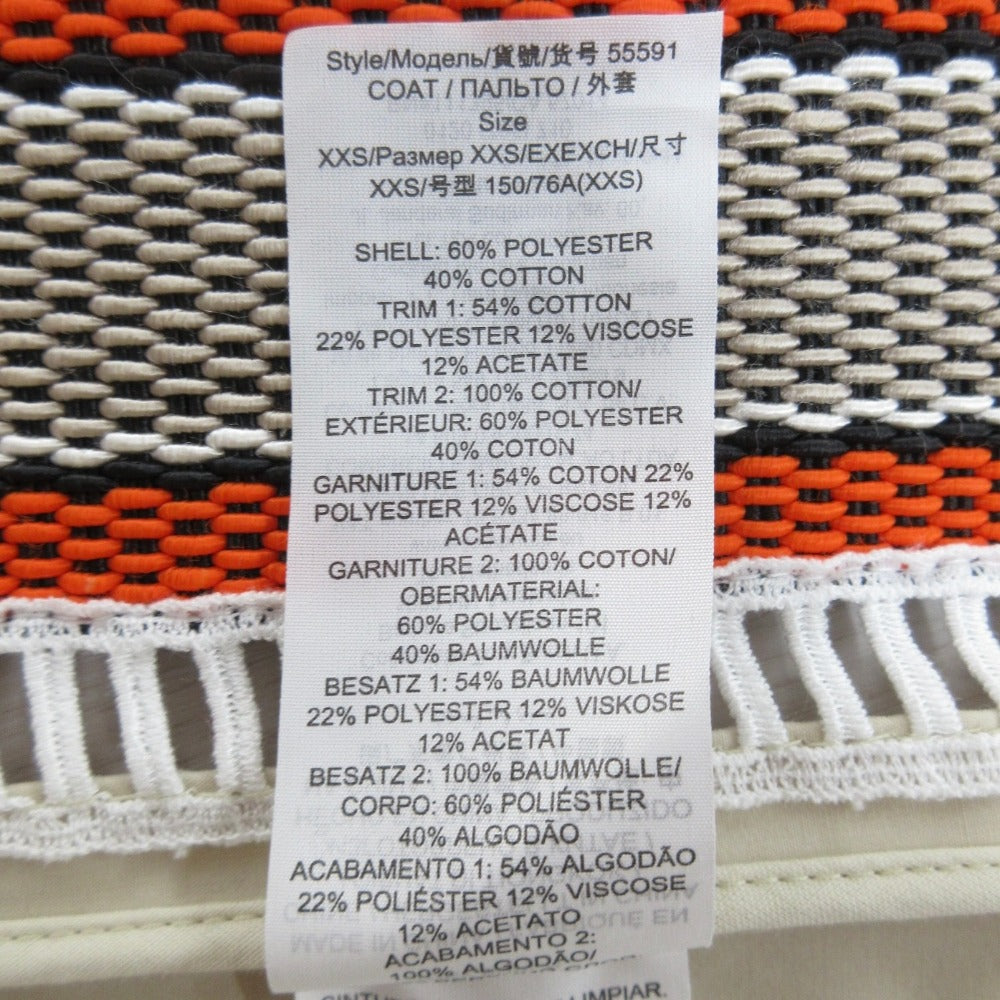 Style/Модель/貨號/货号 55591
COAT / ПАЛЬТО / 外套
Size
XXS/Размер XXS/EXEXCH/尺寸
XXS/号型 150/76A(XXS)
SHELL: 60% POLYESTER
40% COTTON
TRIM 1: 54% COTTON
22% POLYESTER 12% VISCOSE
12% ACETATE
TRIM 2: 100% COTTON/
EXTÉRIEUR: 60% POLYESTER
40% COTON
GARNITURE 1: 54% COTON 22%
POLYESTER 12% VISCOSE 12%
ACÉTATE
GARNITURE 2: 100% COTON/
OBERMATERIAL:
60% POLYESTER
40% BAUMWOLLE
BESATZ 1: 54% BAUMWOLLE
22% POLYESTER 12% VISKOSE
12% ACETAT
BESATZ 2: 100% BAUMWOLLE/
CORPO: 60% POLIÉSTER
40% ALGODÃO
ACABAMENTO 1: 54% ALGODÃO
22% POLIÉSTER 12% VISCOSE
12% ACETATO
ACABAMENTO 2:
100% ALGODÃO/
LIMPIAR.